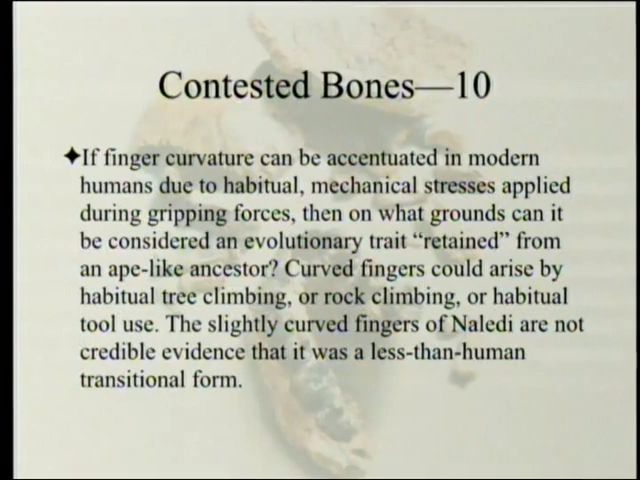 Contested Bones—10
✦If finger curvature can be accentuated in modern
humans due to habitual, mechanical stresses applied
during gripping forces, then on what grounds can it
be considered an evolutionary trait “retained” from
an ape-like ancestor? Curved fingers could arise by
habitual tree climbing, or rock climbing, or habitual
tool use. The slightly curved fingers of Naledi are not
credible evidence that it was a less-than-human
transitional form.